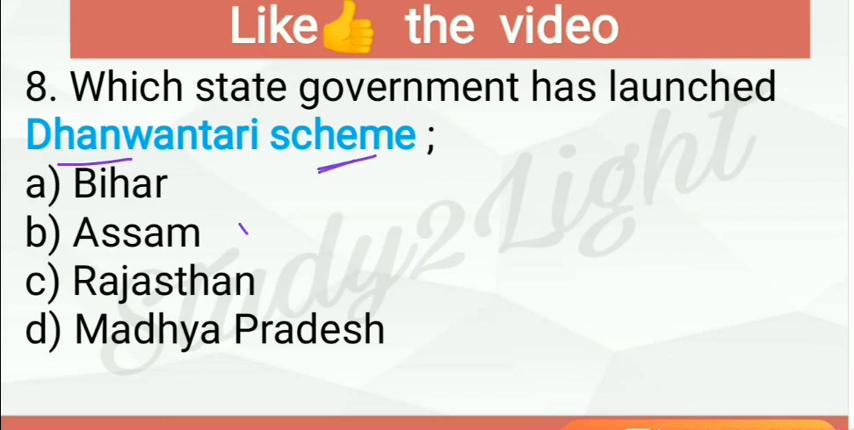 Like👍 the video
8. Which state government has launched
Dhanwantari scheme ;
a) Bihar
b) Assam
c) Rajasthan
d) Madhya Pradesh
Study2Light